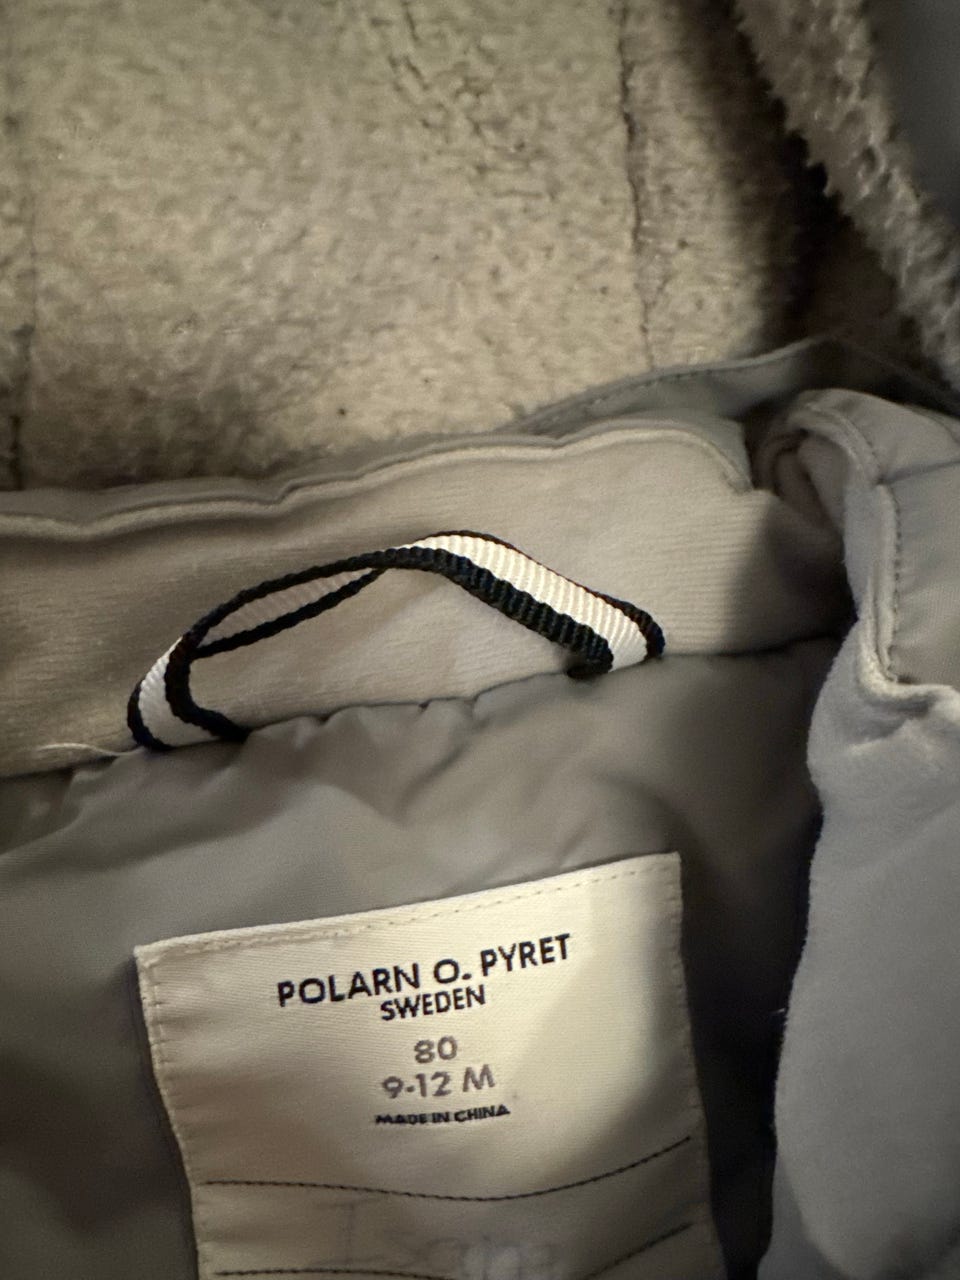 POLARN O. PYRET
SWEDEN
80
9-12 M
MADE IN CHINA